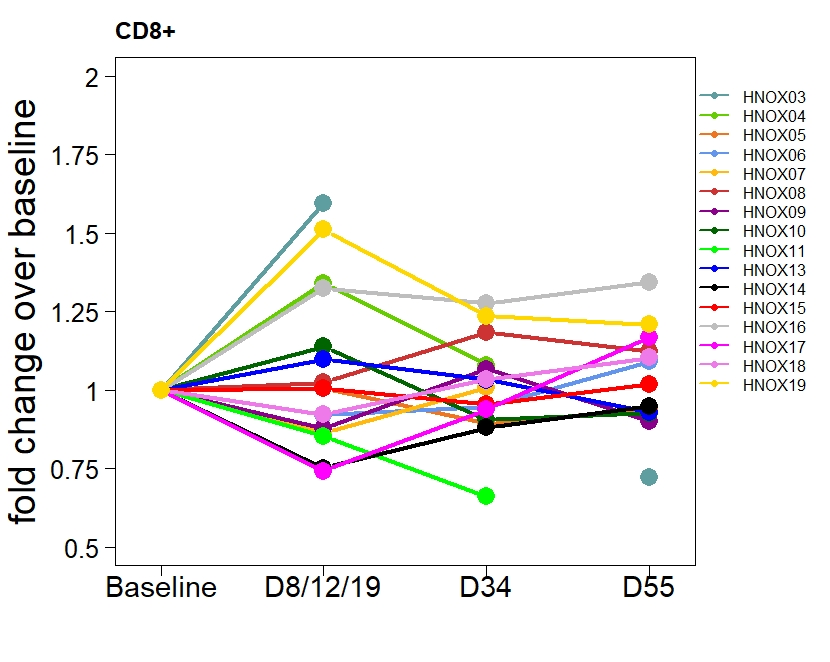 CD8+
fold change over baseline
2
1.75
1.5
1.25
1
0.75
0.5
Baseline D8/12/19 D34 D55
HNOX03
HNOX04
HNOX05
HNOX06
HNOX07
HNOX08
HNOX09
HNOX10
HNOX11
HNOX13
HNOX14
HNOX15
HNOX16
HNOX17
HNOX18
HNOX19